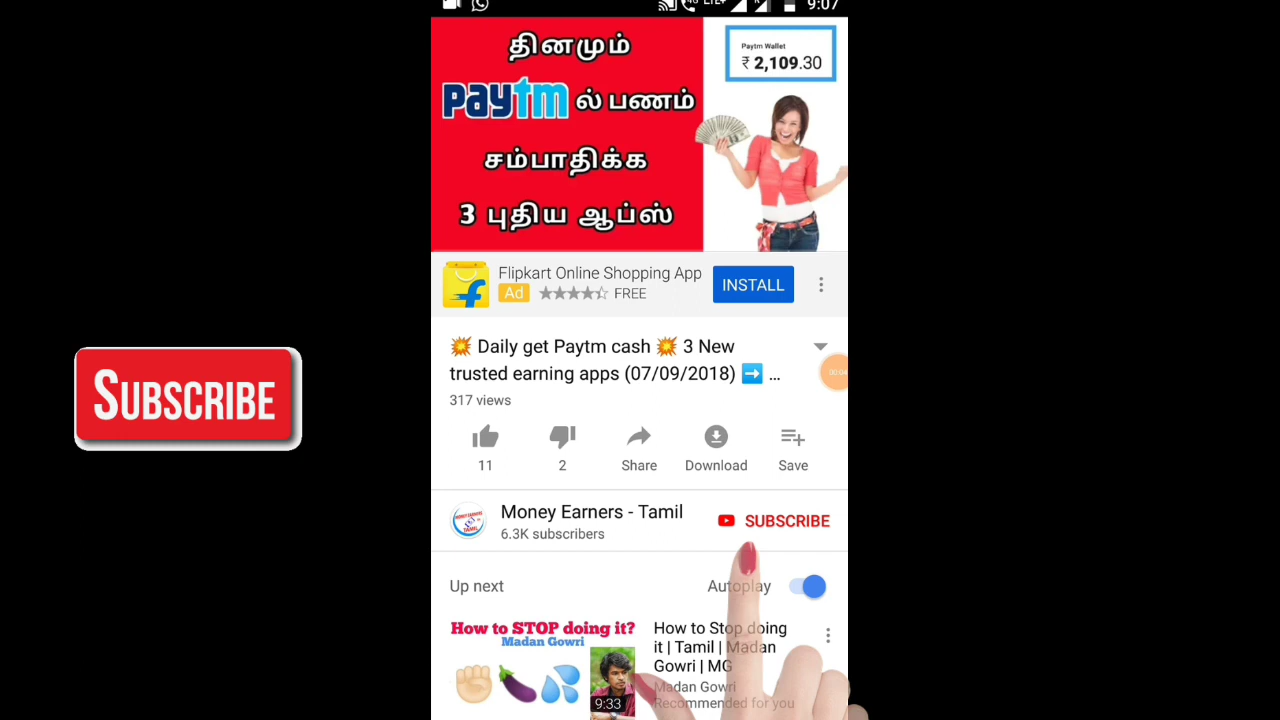 9:07
தினமும்
Paytm ல் பணம்
சம்பாதிக்க
3 புதிய ஆப்ஸ்
Paytm Wallet
₹ 2,109.30
Flipkart Online Shopping App
Ad
FREE
INSTALL
💥 Daily get Paytm cash 💥 3 New
trusted earning apps (07/09/2018) ➡️ ...
00:04
317 views
11
2
Share
Download
Save
SUBSCRIBE
Money Earners - Tamil
6.3K subscribers
SUBSCRIBE
Up next
Autoplay
How to STOP doing it?
Madan Gowri
9:33
How to Stop doing
it | Tamil | Madan
Gowri | MG
Madan Gowri
Recommended for you